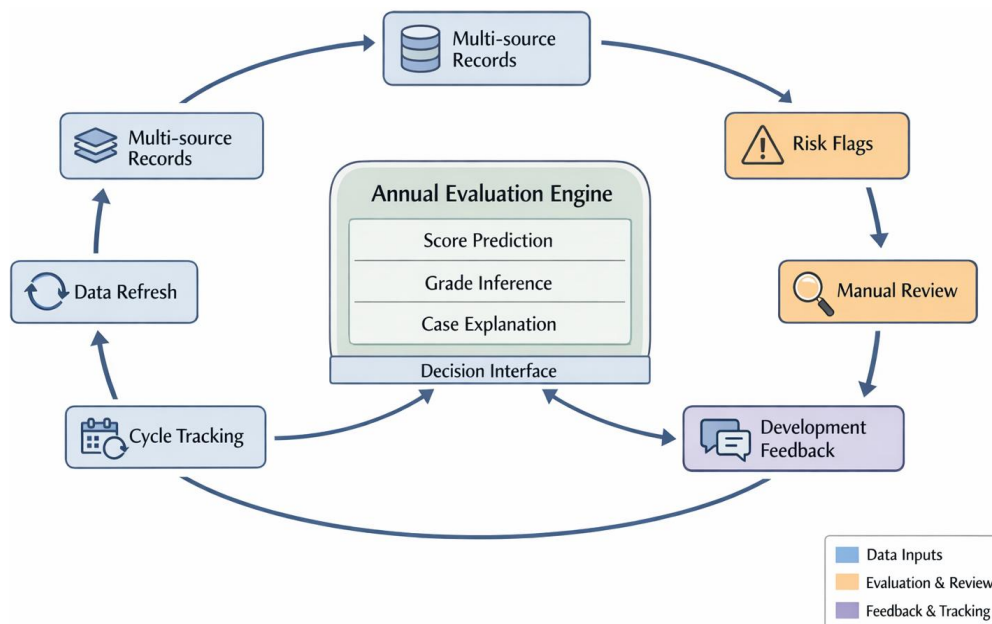 Multi-source
Records
Multi-source
Records
Risk Flags
Annual Evaluation Engine
Score Prediction
Grade Inference
Case Explanation
Decision Interface
Data Refresh
Manual Review
Cycle Tracking
Development
Feedback
Data Inputs
Evaluation & Review
Feedback & Tracking